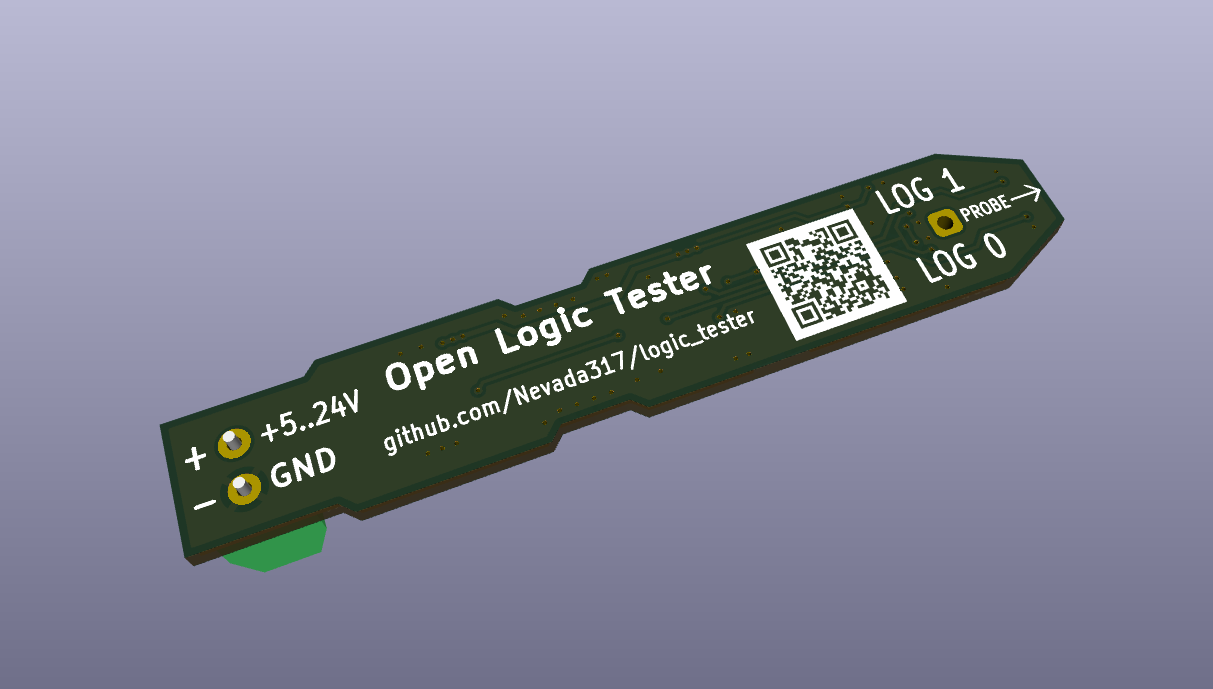 + +5..24V
- GND
Open Logic Tester
github.com/Nevada317/logic_tester
LOG 1
PROBE→
LOG 0